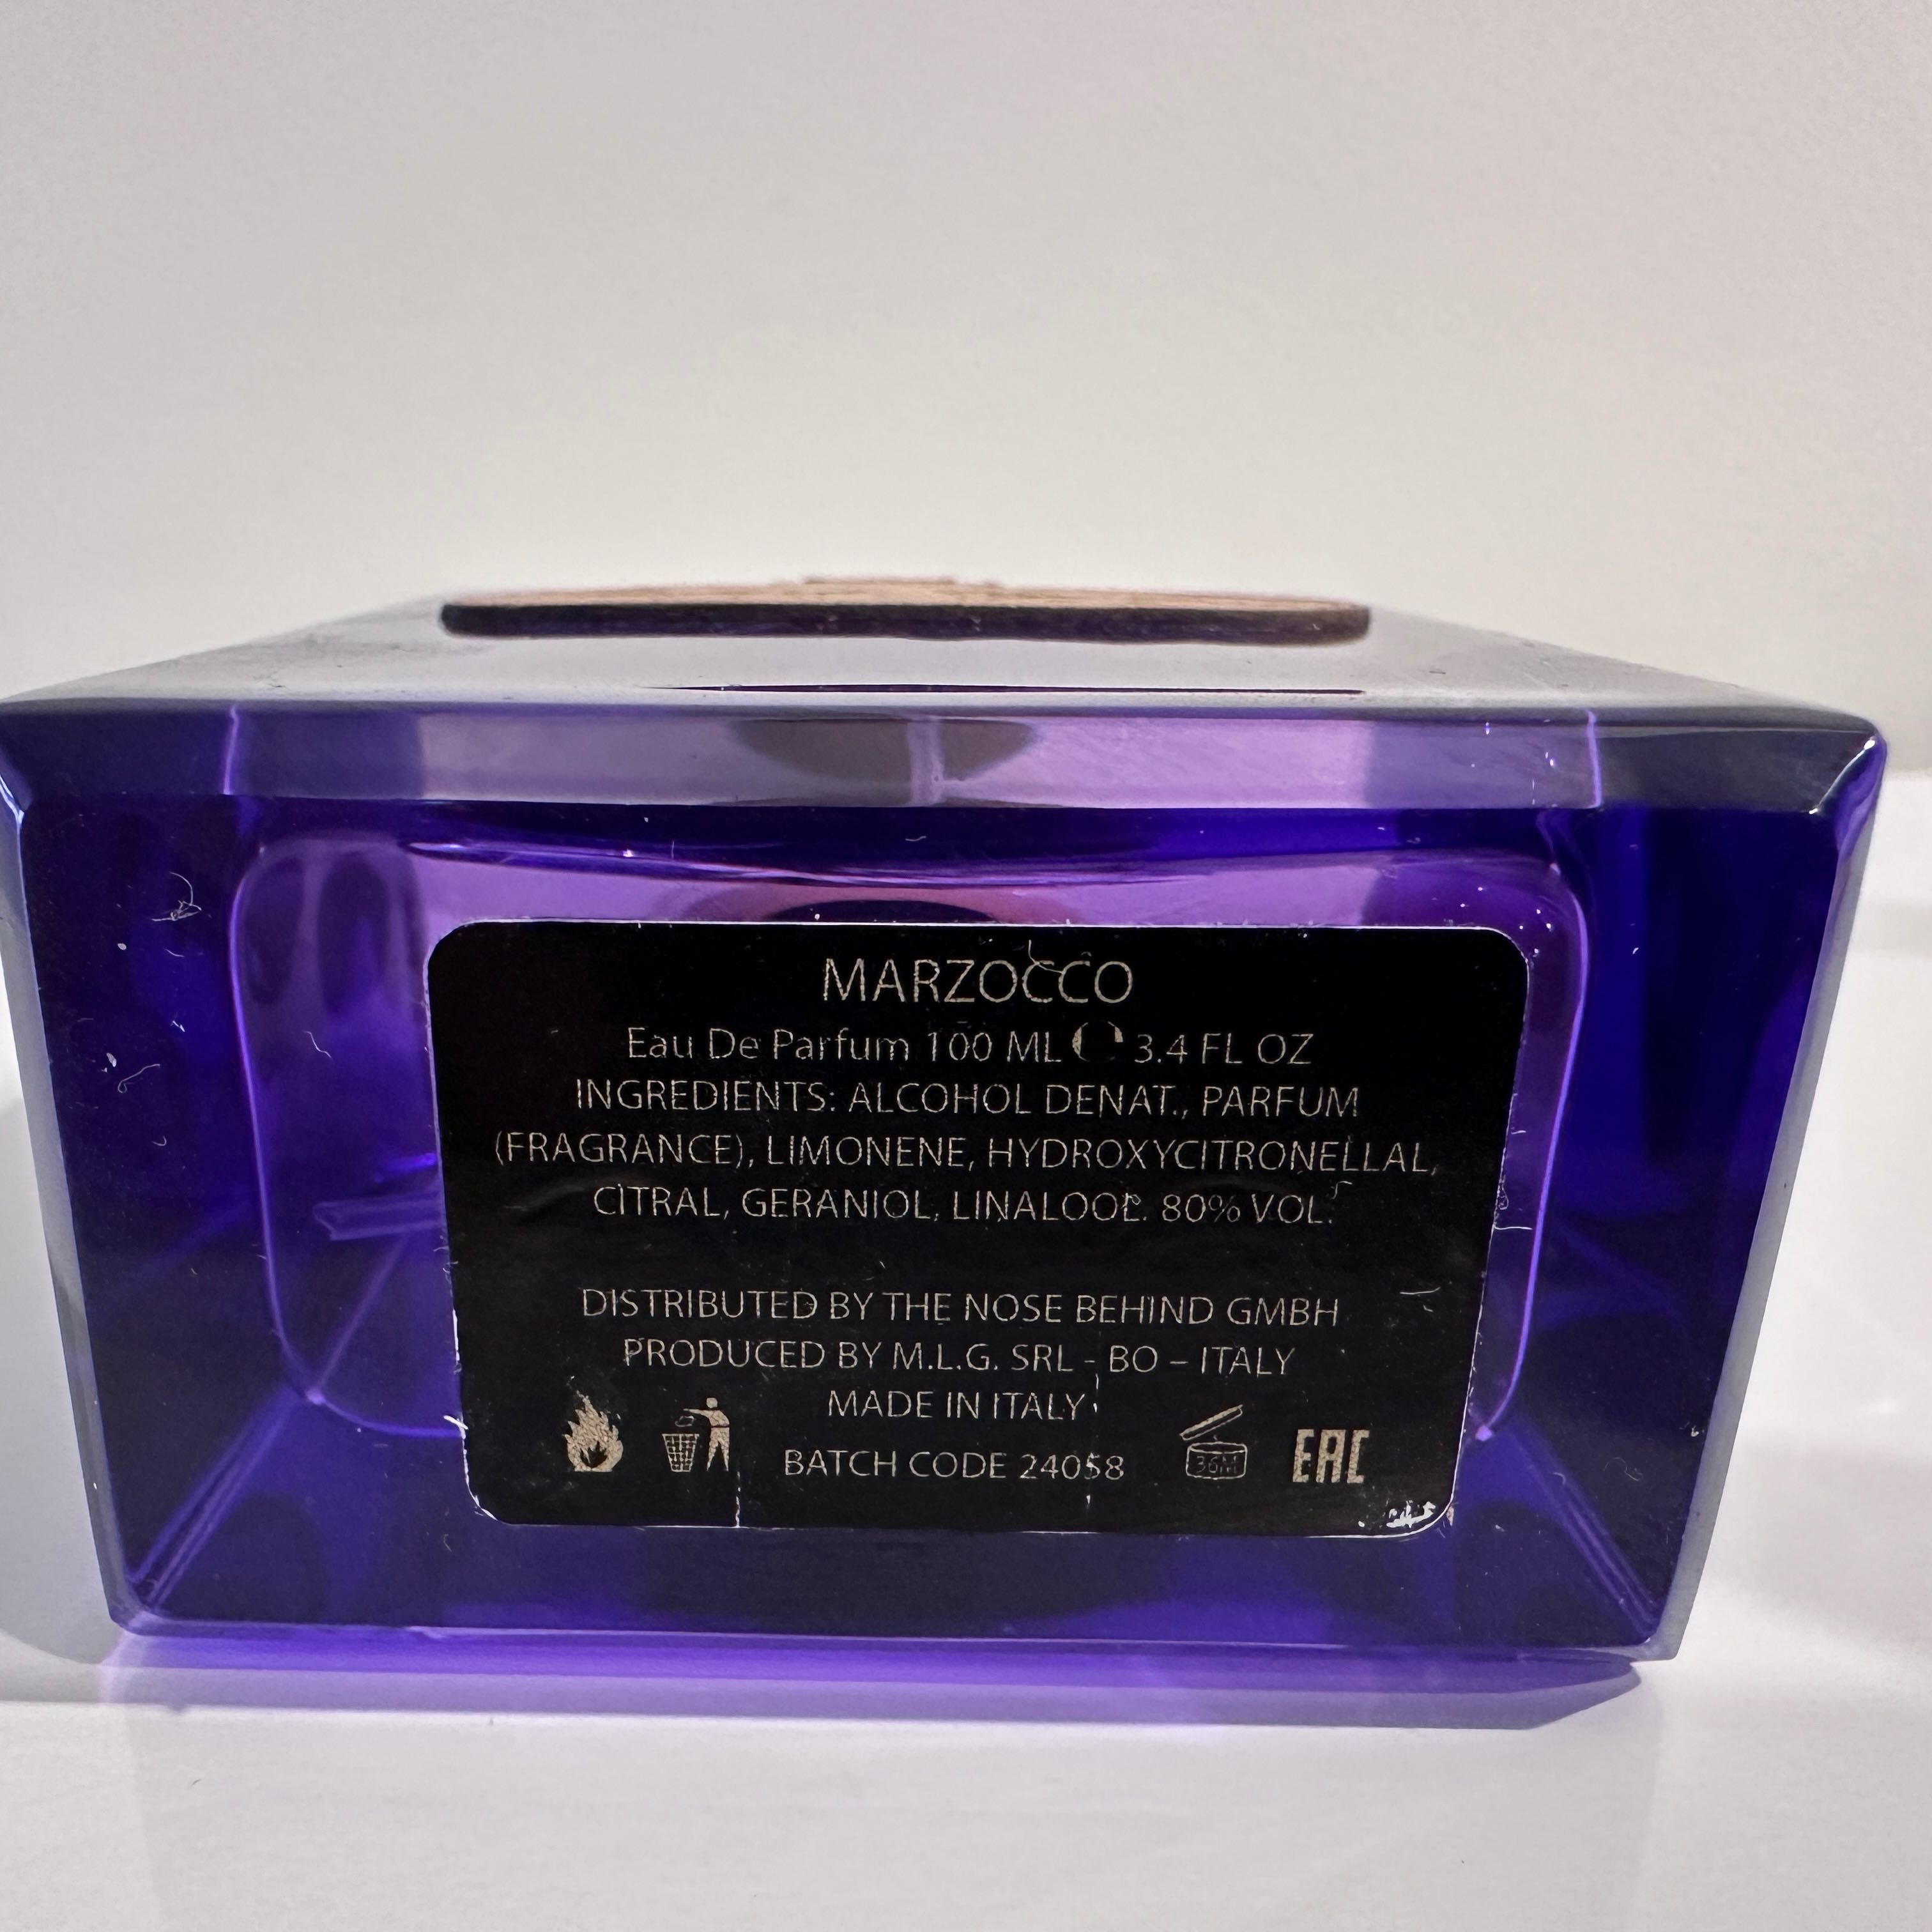 MARZOCCO
Eau De Parfum 100 ML ℮ 3.4 FL OZ
INGREDIENTS: ALCOHOL DENAT., PARFUM
(FRAGRANCE), LIMONENE, HYDROXYCITRONELLAL,
CITRAL, GERANIOL, LINALOOL. 80% VOL.
DISTRIBUTED BY THE NOSE BEHIND GMBH
PRODUCED BY M.L.G. SRL - BO – ITALY
MADE IN ITALY
BATCH CODE 24058
36M
EAC